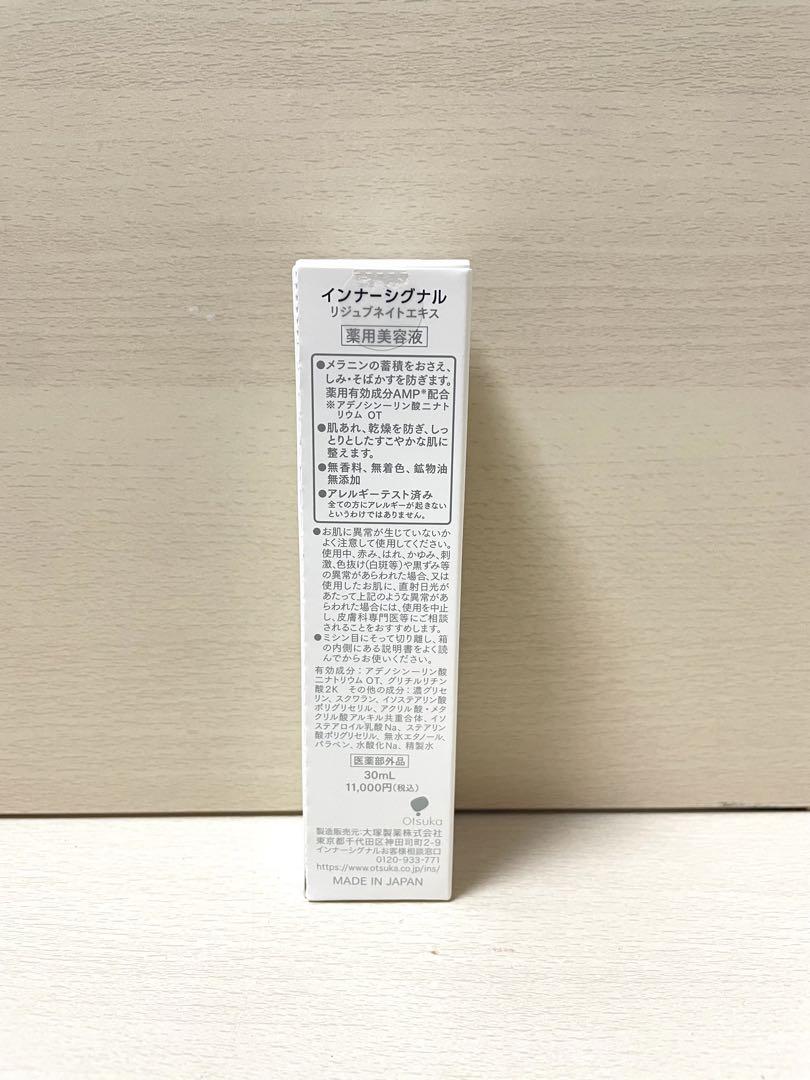 インナーシグナル
リジュブネイトエキス
薬用美容液
●メラニンの蓄積をおさえ、
しみ・そばかすを防ぎます。
薬用有効成分AMP※配合
※アデノシン一リン酸二ナト
リウム OT
●肌あれ、乾燥を防ぎ、しっ
とりとしたすこやかな肌に
整えます。
●無香料、無着色、鉱物油
無添加
●アレルギーテスト済み
全ての方にアレルギーが起きない
というわけではありません。
●お肌に異常が生じていないか
よく注意して使用してください。
使用中、赤み、はれ、かゆみ、刺
激、色抜け(白斑等)や黒ずみ等
の異常があらわれた場合、又は
使用したお肌に、直射日光が
あたって上記のような異常があ
らわれた場合には、使用を中止
し、皮膚科専門医等にご相談
されることをおすすめします。
●ミシン目にそって切り離し、箱
の内側にある説明書をよく読
んでからお使いください。
有効成分：アデノシン一リン酸
二ナトリウム OT、グリチルリチン
酸2K その他の成分：濃グリセ
リン、スクワラン、イソステアリン酸
ポリグリセリル、アクリル酸・メタ
クリル酸アルキル共重合体、イソ
ステアロイル乳酸Na、ステアリン
酸ポリグリセリル、無水エタノール、
パラベン、水酸化Na、精製水
医薬部外品
30mL
11,000円(税込)
Otsuka
製造販売元：大塚製薬株式会社
東京都千代田区神田司町2-9
インナーシグナルお客様相談窓口
0120-933-771
https://www.otsuka.co.jp/ins/
MADE IN JAPAN